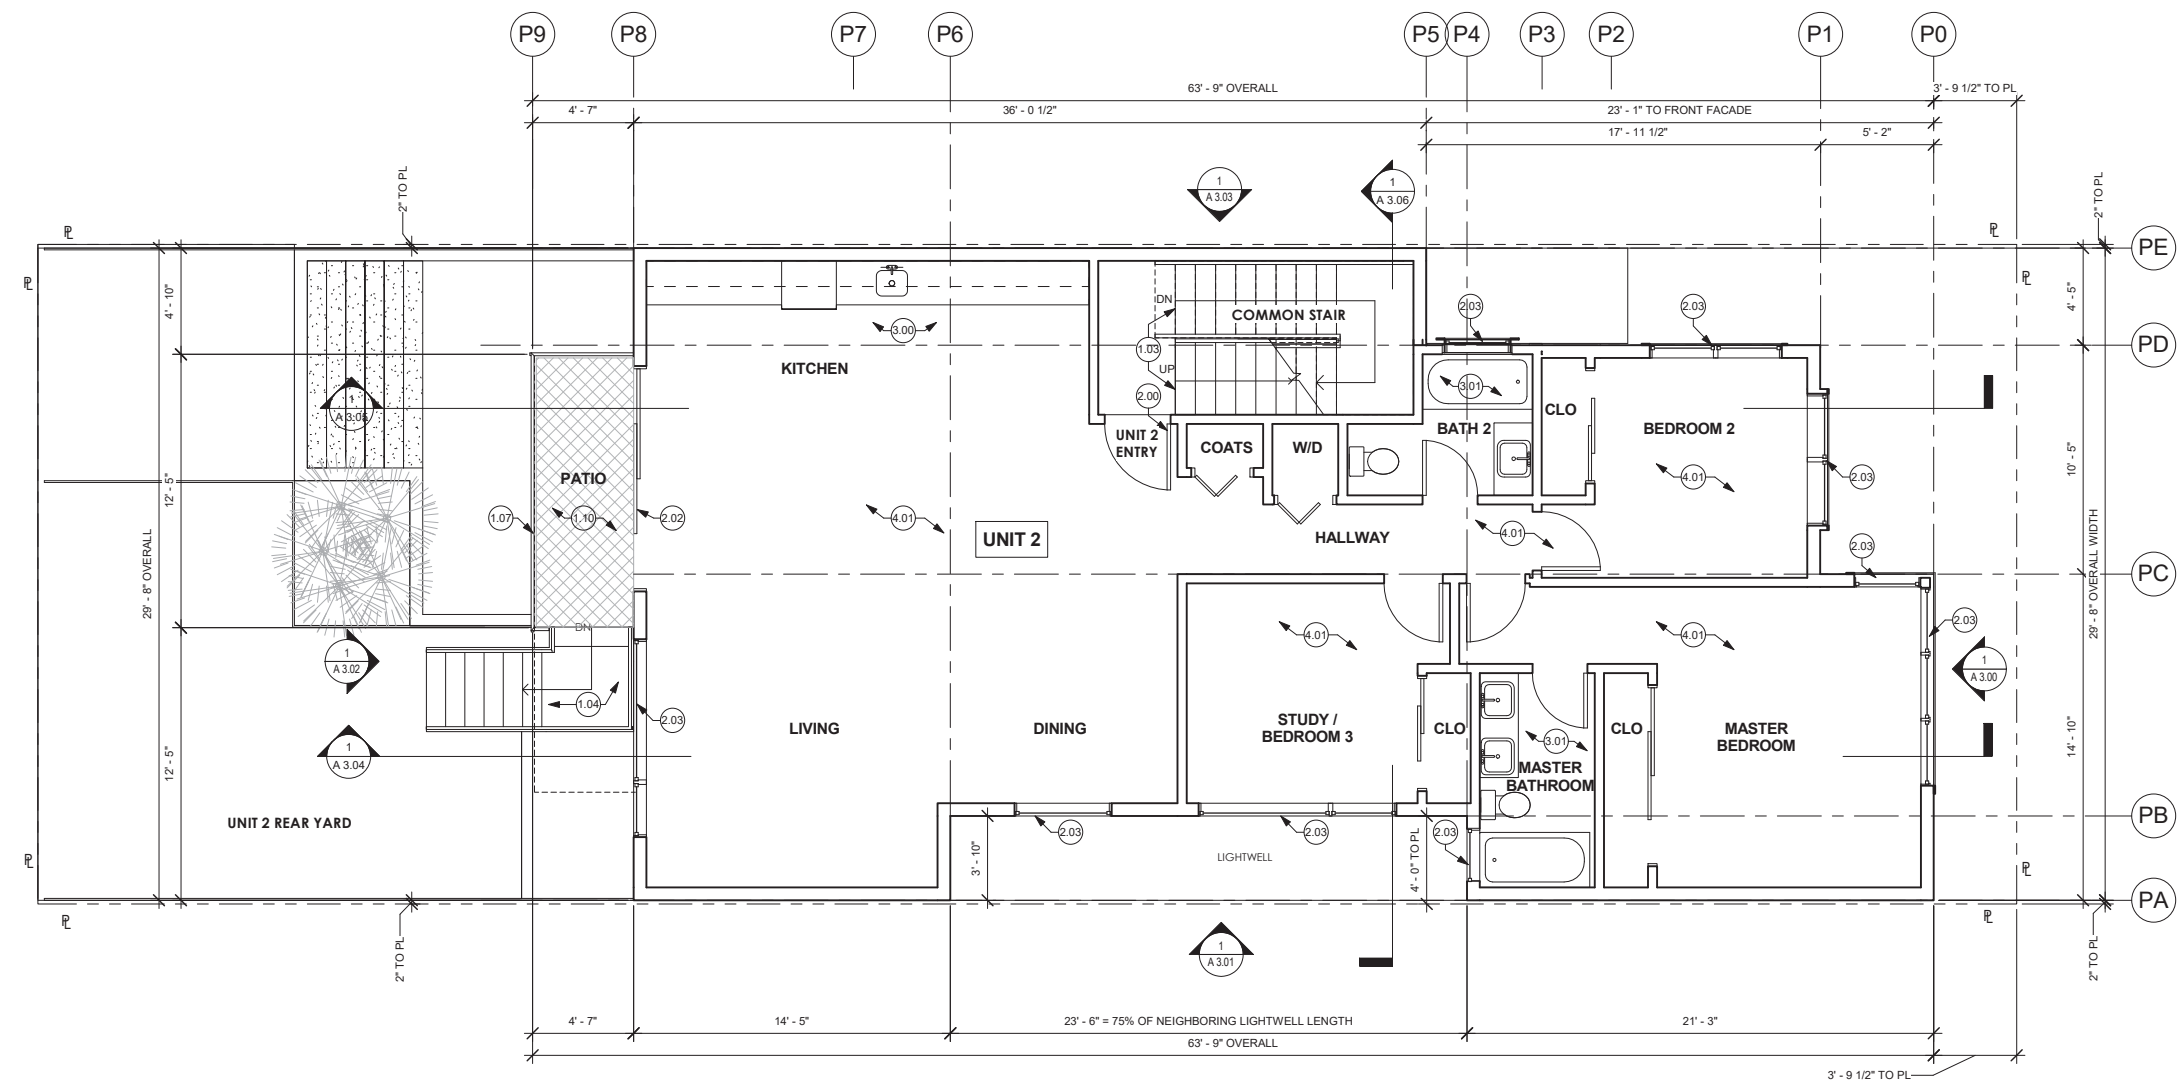 P9 P8 P7 P6 P5 P4 P3 P2 P1 P0
63' - 9" OVERALL
3' - 9 1/2" TO PL
4' - 7"
36' - 0 1/2"
23' - 1" TO FRONT FACADE
17' - 11 1/2"
5' - 2"
2" TO PL
1
A 3.03
1
A 3.06
2" TO PL
PL
PL
PE
PL
PL
4' - 10"
4' - 5"
DN
COMMON STAIR
2.03
2.03
3.00
1.03
PD
KITCHEN
UP
3.01
2.00
1
A 3.05
CLO
UNIT 2
ENTRY
BATH 2
BEDROOM 2
COATS
W/D
10' - 5"
PATIO
4.01
2.03
12' - 5"
1.07
1.10
2.02
4.01
UNIT 2
HALLWAY
4.01
2.03
29' - 8" OVERALL
29' - 8" OVERALL WIDTH
PC
DN
4.01
4.01
2.03
1
A 3.02
1
A 3.00
1.04
2.03
LIVING
DINING
STUDY /
BEDROOM 3
CLO
CLO
MASTER
BEDROOM
3.01
14' - 10"
1
A 3.04
12' - 5"
MASTER
BATHROOM
UNIT 2 REAR YARD
2.03
2.03
2.03
PB
3' - 10"
LIGHTWELL
4' - 0" TO PL
PL
PL
PA
PL
PL
2" TO PL
1
A 3.01
2" TO PL
4' - 7"
14' - 5"
23' - 6" = 75% OF NEIGHBORING LIGHTWELL LENGTH
21' - 3"
63' - 9" OVERALL
3' - 9 1/2" TO PL